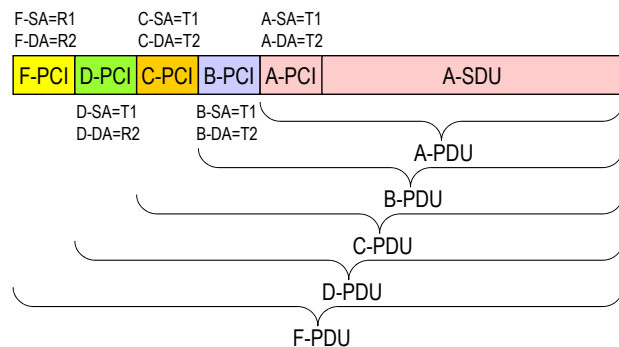 F-SA=R1 C-SA=T1 A-SA=T1
F-DA=R2 C-DA=T2 A-DA=T2
F-PCI D-PCI C-PCI B-PCI A-PCI A-SDU
D-SA=T1 B-SA=T1
D-DA=R2 B-DA=T2
A-PDU
B-PDU
C-PDU
D-PDU
F-PDU